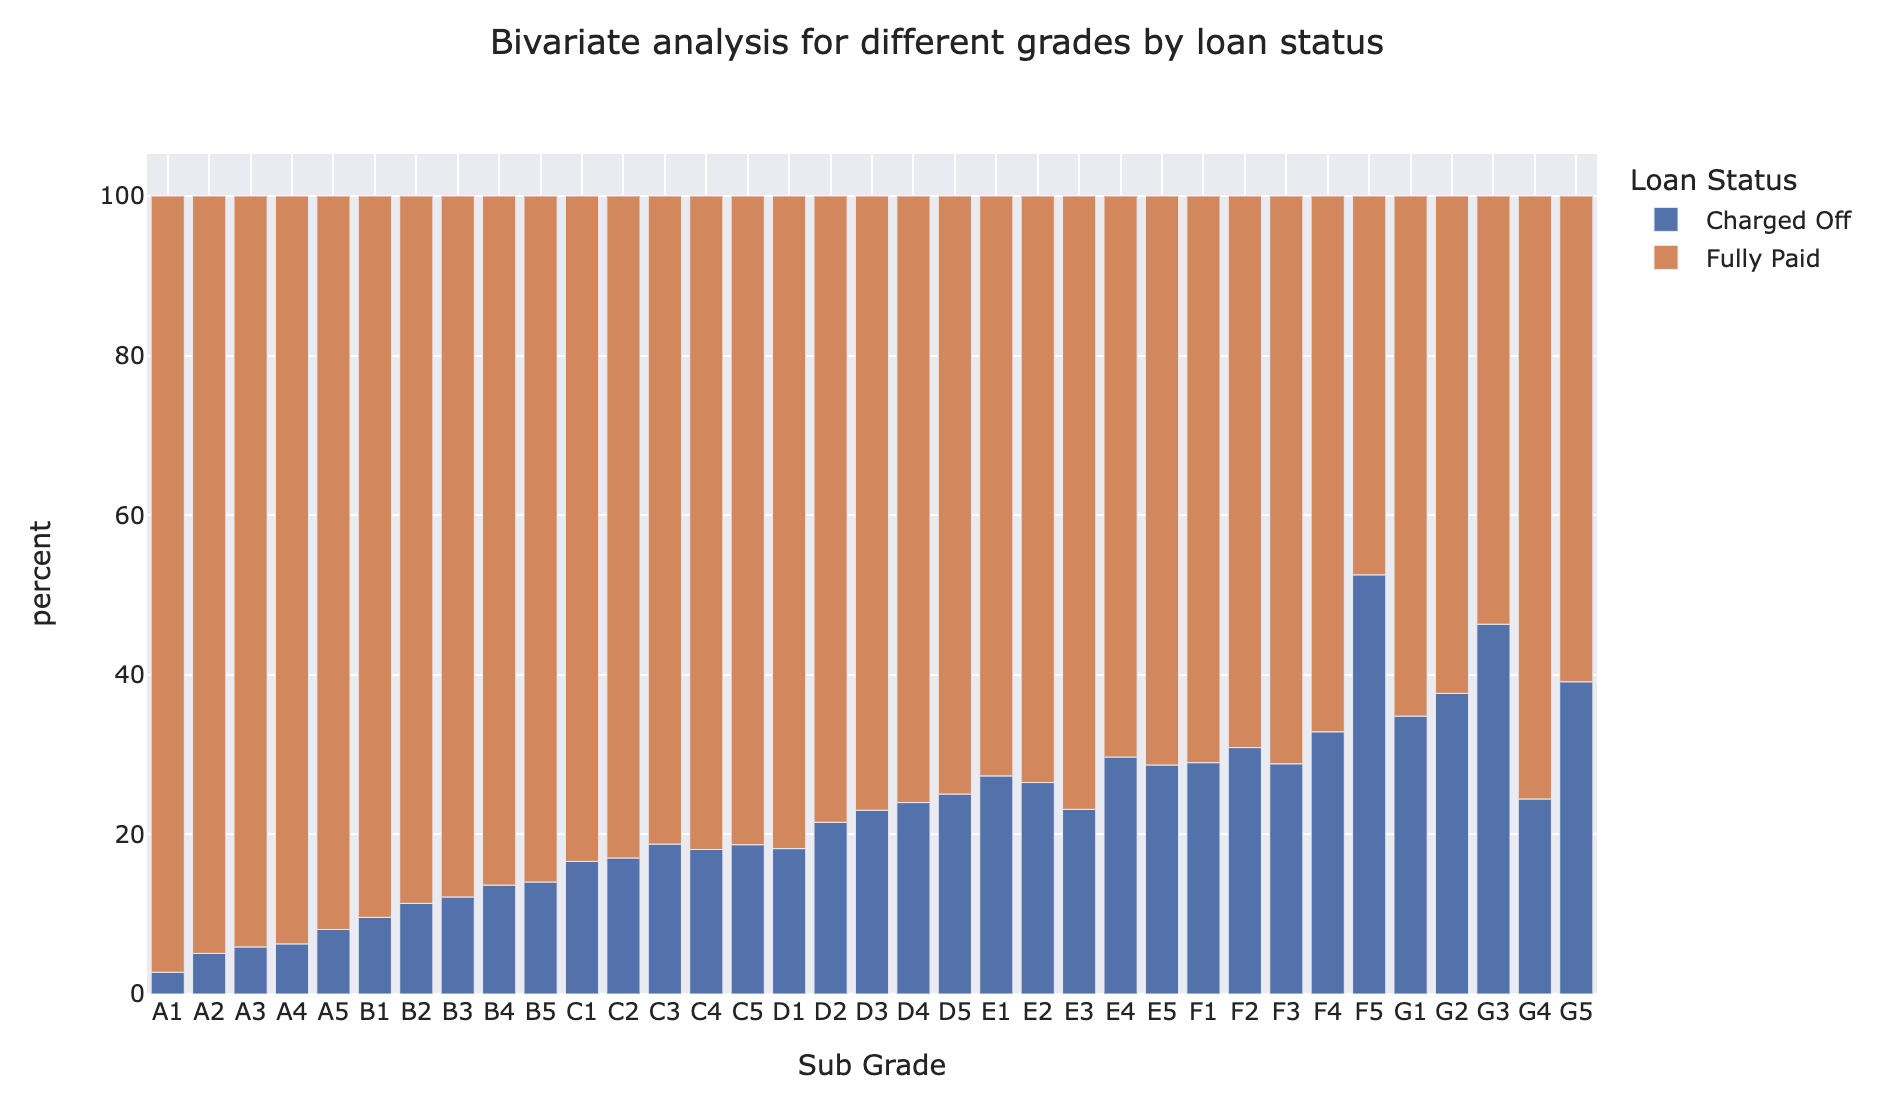 Bivariate analysis for different grades by loan status
Loan Status
Charged Off
Fully Paid
percent
100
80
60
40
20
0
A1 A2 A3 A4 A5 B1 B2 B3 B4 B5 C1 C2 C3 C4 C5 D1 D2 D3 D4 D5 E1 E2 E3 E4 E5 F1 F2 F3 F4 F5 G1 G2 G3 G4 G5
Sub Grade